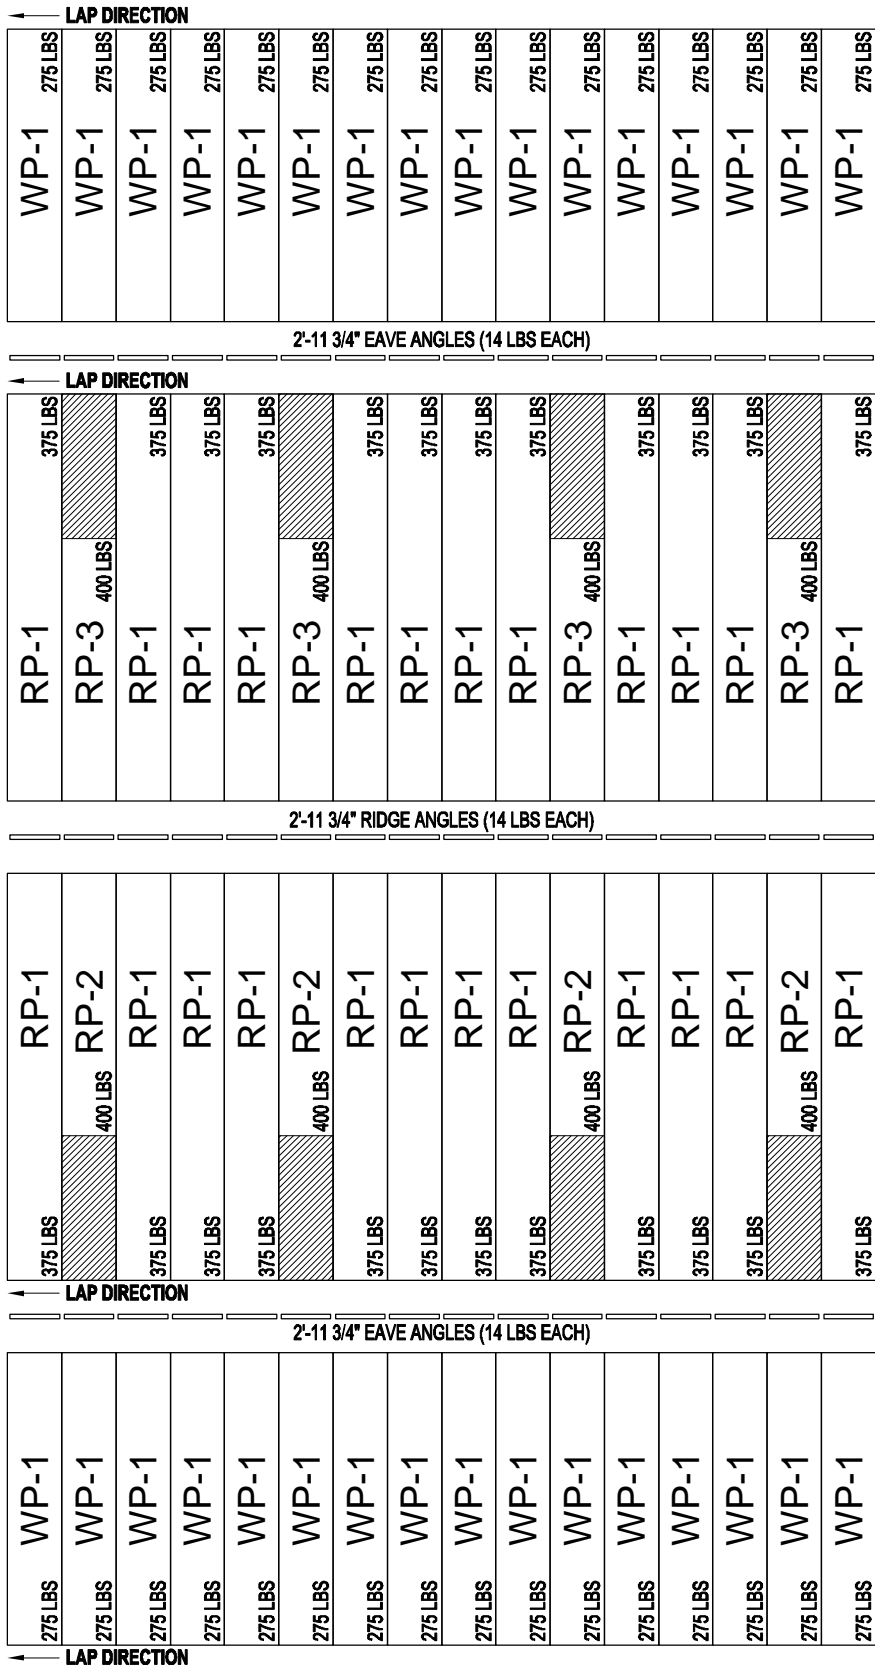 LAP DIRECTION
275 LBS 275 LBS 275 LBS 275 LBS 275 LBS 275 LBS 275 LBS 275 LBS 275 LBS 275 LBS 275 LBS 275 LBS 275 LBS 275 LBS 275 LBS 275 LBS
WP-1 WP-1 WP-1 WP-1 WP-1 WP-1 WP-1 WP-1 WP-1 WP-1 WP-1 WP-1 WP-1 WP-1 WP-1 WP-1
2'-11 3/4" EAVE ANGLES (14 LBS EACH)
LAP DIRECTION
375 LBS 375 LBS 375 LBS 375 LBS 375 LBS 375 LBS 375 LBS 375 LBS 375 LBS 375 LBS 375 LBS 375 LBS
400 LBS 400 LBS 400 LBS 400 LBS
RP-1 RP-3 RP-1 RP-1 RP-1 RP-3 RP-1 RP-1 RP-1 RP-1 RP-3 RP-1 RP-1 RP-1 RP-3 RP-1
2'-11 3/4" RIDGE ANGLES (14 LBS EACH)
RP-1 RP-2 RP-1 RP-1 RP-1 RP-2 RP-1 RP-1 RP-1 RP-1 RP-2 RP-1 RP-1 RP-1 RP-2 RP-1
400 LBS 400 LBS 400 LBS 400 LBS
375 LBS 375 LBS 375 LBS 375 LBS 375 LBS 375 LBS 375 LBS 375 LBS 375 LBS 375 LBS 375 LBS 375 LBS
LAP DIRECTION
2'-11 3/4" EAVE ANGLES (14 LBS EACH)
WP-1 WP-1 WP-1 WP-1 WP-1 WP-1 WP-1 WP-1 WP-1 WP-1 WP-1 WP-1 WP-1 WP-1 WP-1 WP-1
275 LBS 275 LBS 275 LBS 275 LBS 275 LBS 275 LBS 275 LBS 275 LBS 275 LBS 275 LBS 275 LBS 275 LBS 275 LBS 275 LBS 275 LBS 275 LBS
LAP DIRECTION